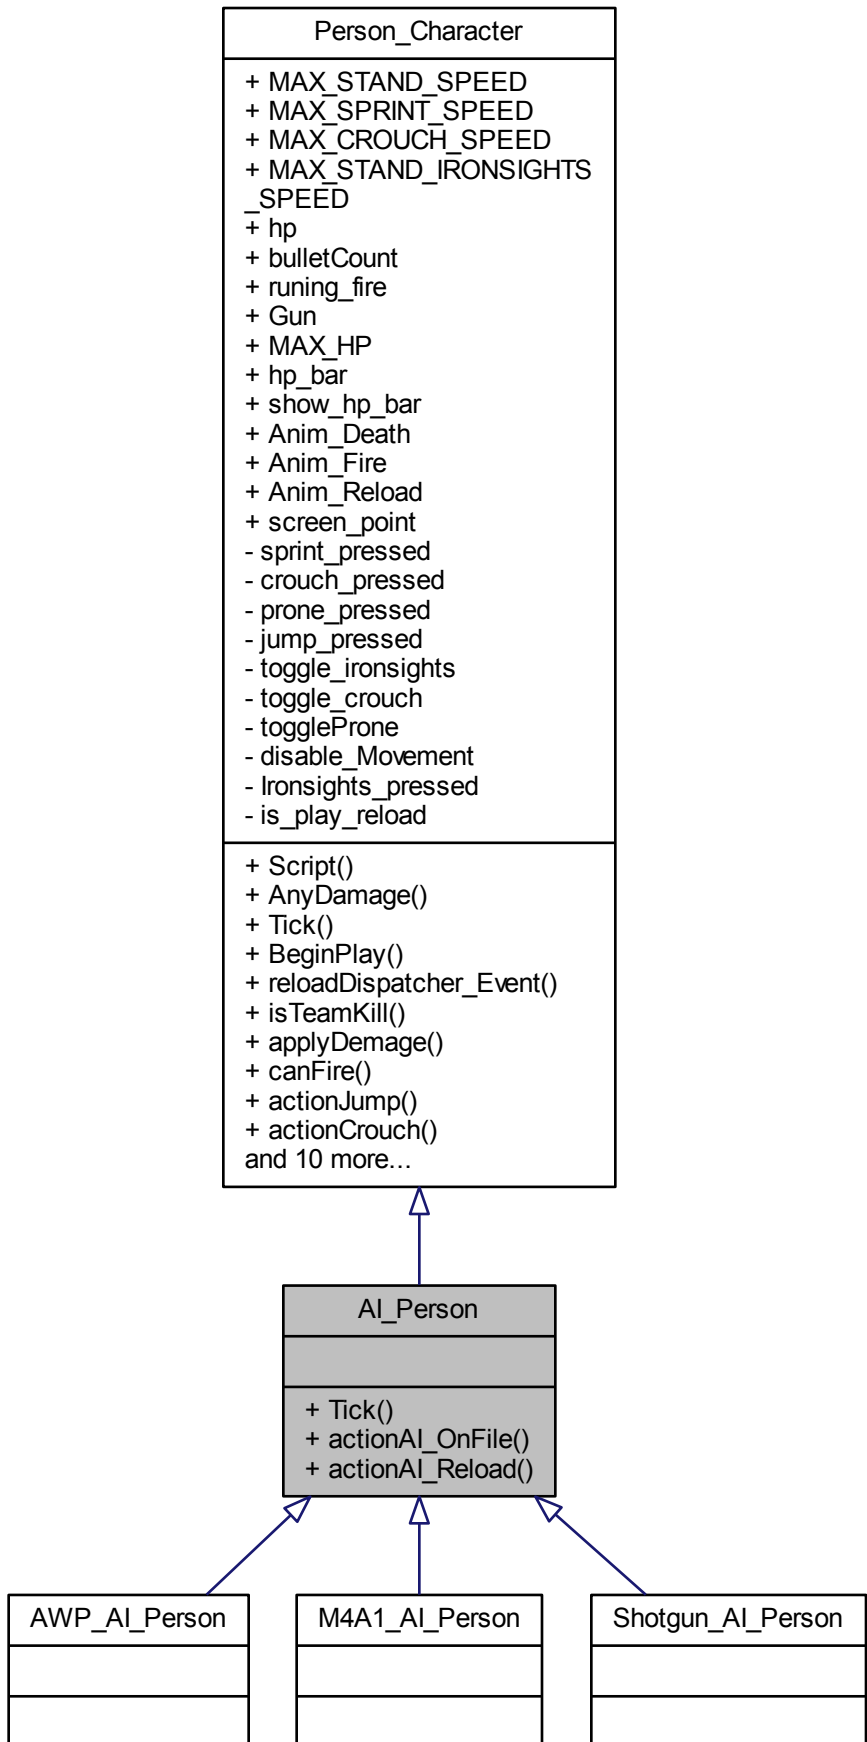 Person_Character
+ MAX_STAND_SPEED
+ MAX_SPRINT_SPEED
+ MAX_CROUCH_SPEED
+ MAX_STAND_IRONSIGHTS
_SPEED
+ hp
+ bulletCount
+ runing_fire
+ Gun
+ MAX_HP
+ hp_bar
+ show_hp_bar
+ Anim_Death
+ Anim_Fire
+ Anim_Reload
+ screen_point
- sprint_pressed
- crouch_pressed
- prone_pressed
- jump_pressed
- toggle_ironsights
- toggle_crouch
- toggleProne
- disable_Movement
- Ironsights_pressed
- is_play_reload
+ Script()
+ AnyDamage()
+ Tick()
+ BeginPlay()
+ reloadDispatcher_Event()
+ isTeamKill()
+ applyDemage()
+ canFire()
+ actionJump()
+ actionCrouch()
and 10 more...
AI_Person
+ Tick()
+ actionAI_OnFile()
+ actionAI_Reload()
AWP_AI_Person
M4A1_AI_Person
Shotgun_AI_Person